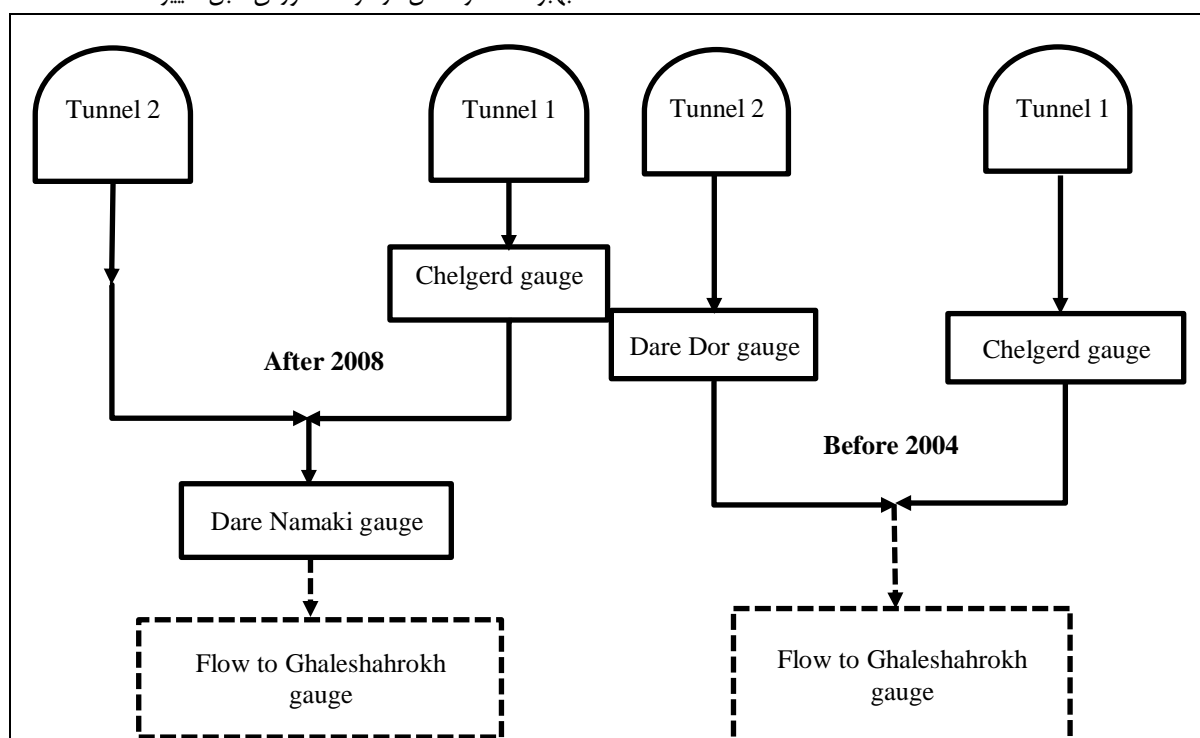 Tunnel 2
Tunnel 1
Tunnel 2
Tunnel 1
Chelgerd gauge
Dare Dor gauge
Chelgerd gauge
After 2008
Before 2004
Dare Namaki gauge
Flow to Ghaleshahrokh
gauge
Flow to Ghaleshahrokh
gauge